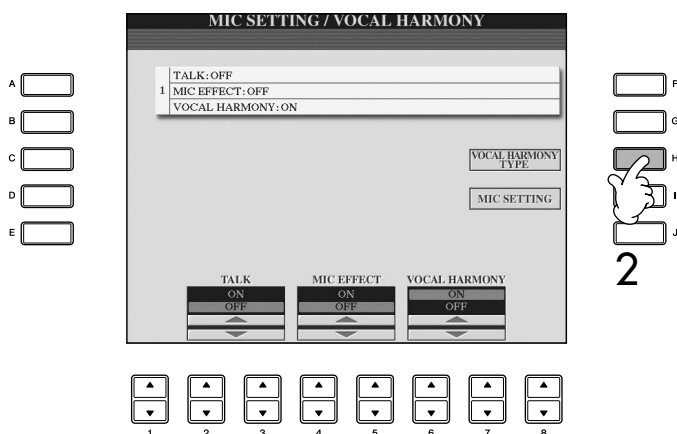 MIC SETTING / VOCAL HARMONY
TALK:OFF
1 MIC EFFECT:OFF
VOCAL HARMONY:ON
A
B
C
D
E
F
G
H
I
J
VOCAL HARMONY
TYPE
MIC SETTING
2
TALK MIC EFFECT VOCAL HARMONY
ON ON ON
OFF OFF OFF
1 2 3 4 5 6 7 8